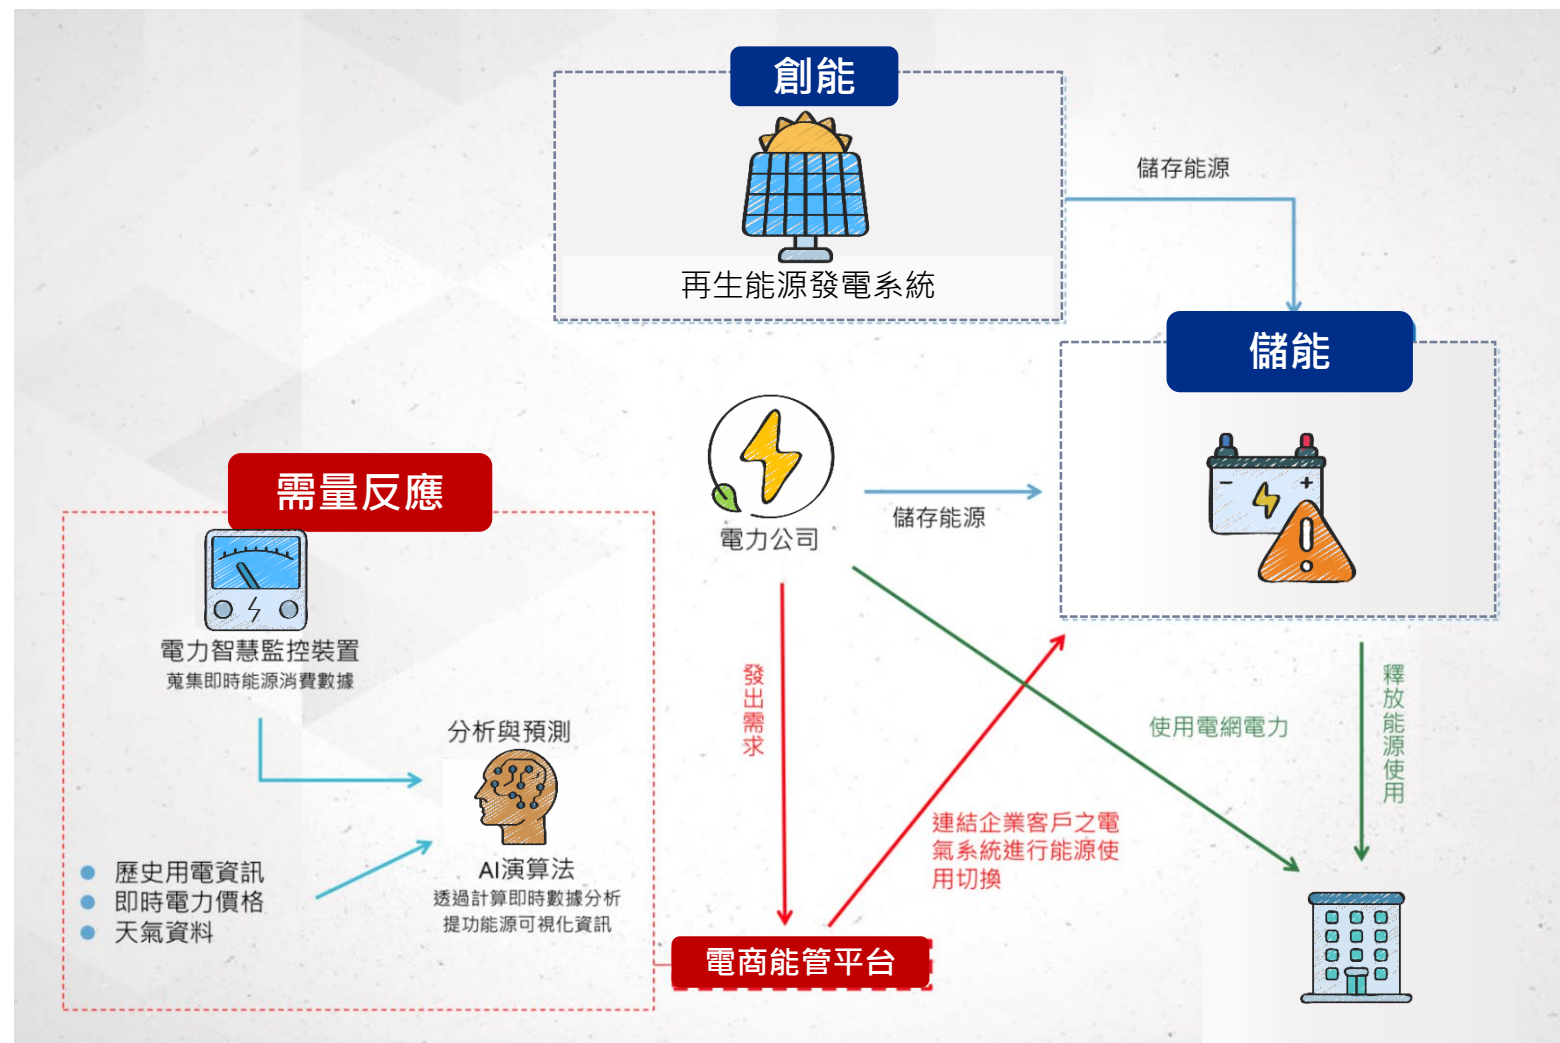 創能
再生能源發電系統
儲存能源
儲能
電力公司
儲存能源
需量反應
電力智慧監控裝置
蒐集即時能源消費數據
分析與預測
AI演算法
透過計算即時數據分析
提功能源可視化資訊
歷史用電資訊
即時電力價格
天氣資料
發出需求
連結企業客戶之電
氣系統進行能源使
用切換
使用電網電力
釋放能源使用
電商能管平台